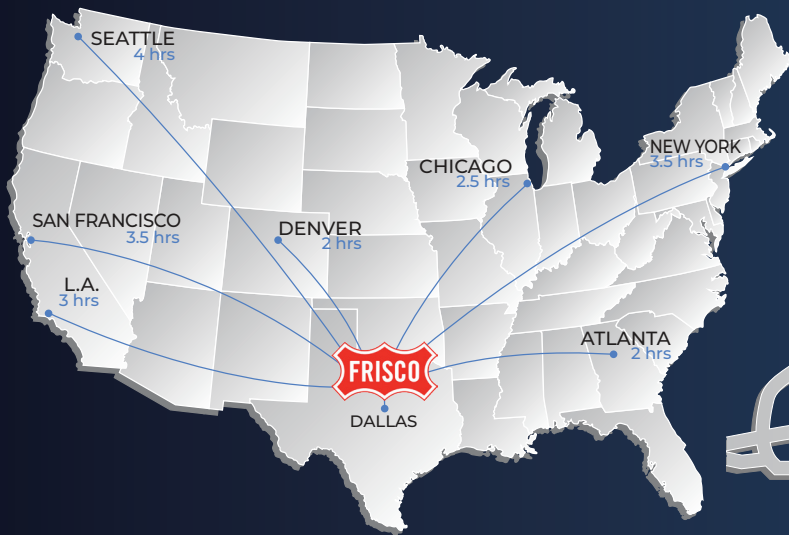 SEATTLE
4 hrs
CHICAGO
2.5 hrs
NEW YORK
3.5 hrs
SAN FRANCISCO
3.5 hrs
DENVER
2 hrs
L.A.
3 hrs
ATLANTA
2 hrs
FRISCO
DALLAS